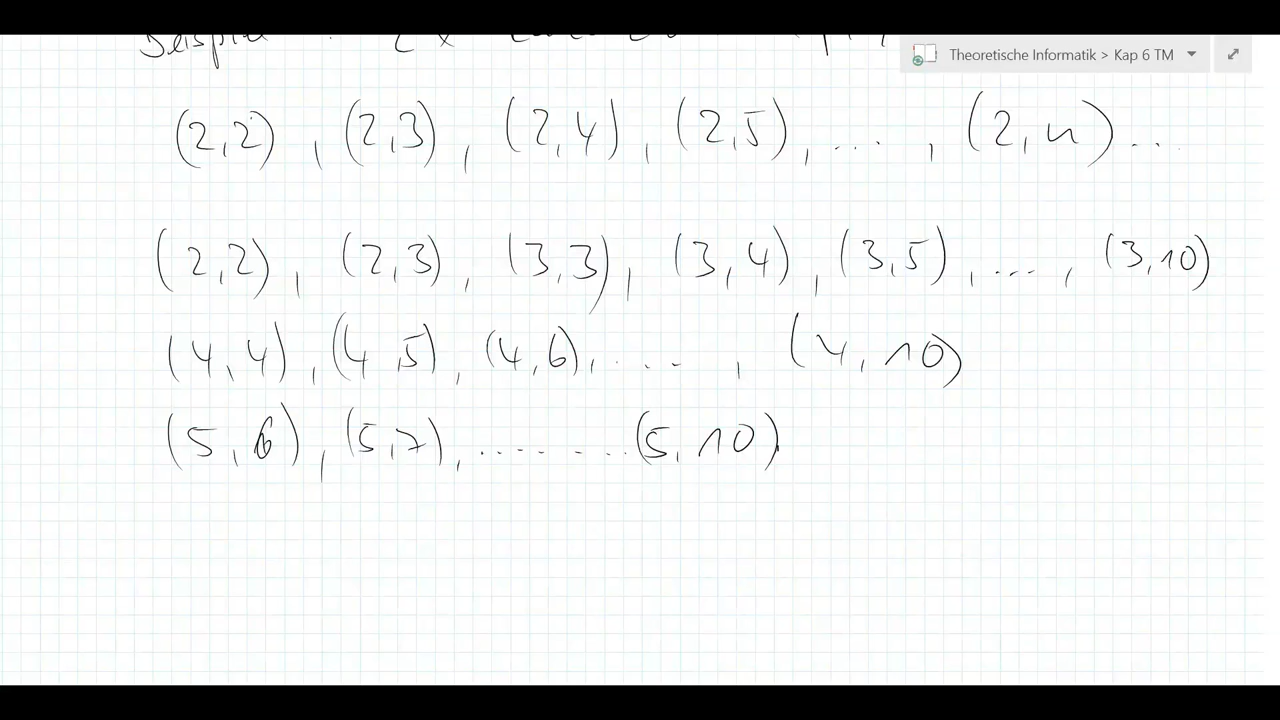 Beispiel
Theoretische Informatik > Kap 6 TM
(2,2), (2,3), (2,4), (2,5), ...., (2,n)...
(2,2), (2,3), (3,3), (3,4), (3,5), ...., (3,10)
(4,4), (4,5), (4,6), ....., (4,10)
(5,6), (5,7), .........(5,10)